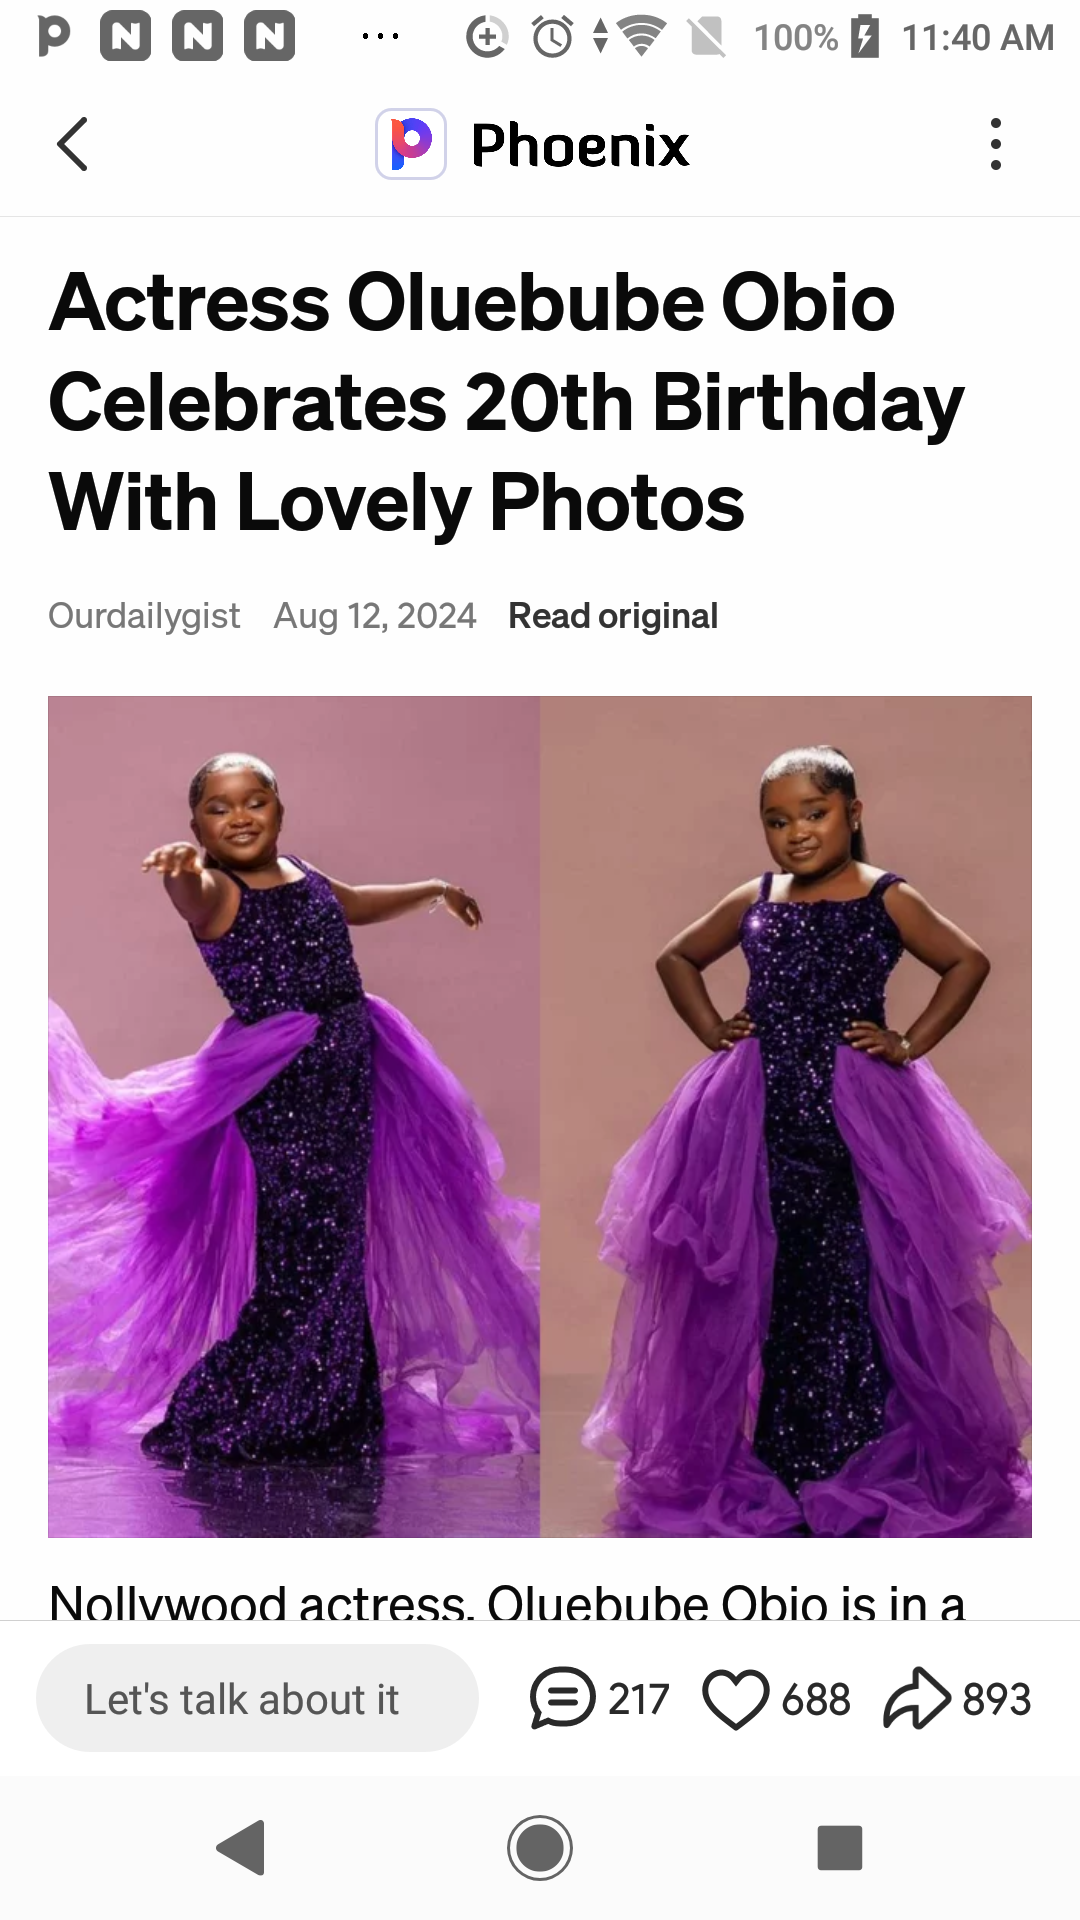 100% 11:40 AM
Phoenix
Actress Oluebube Obio
Celebrates 20th Birthday
With Lovely Photos
Ourdailygist Aug 12, 2024 Read original
Nollywood actress, Oluebube Obio is in a
Let's talk about it 217 688 893